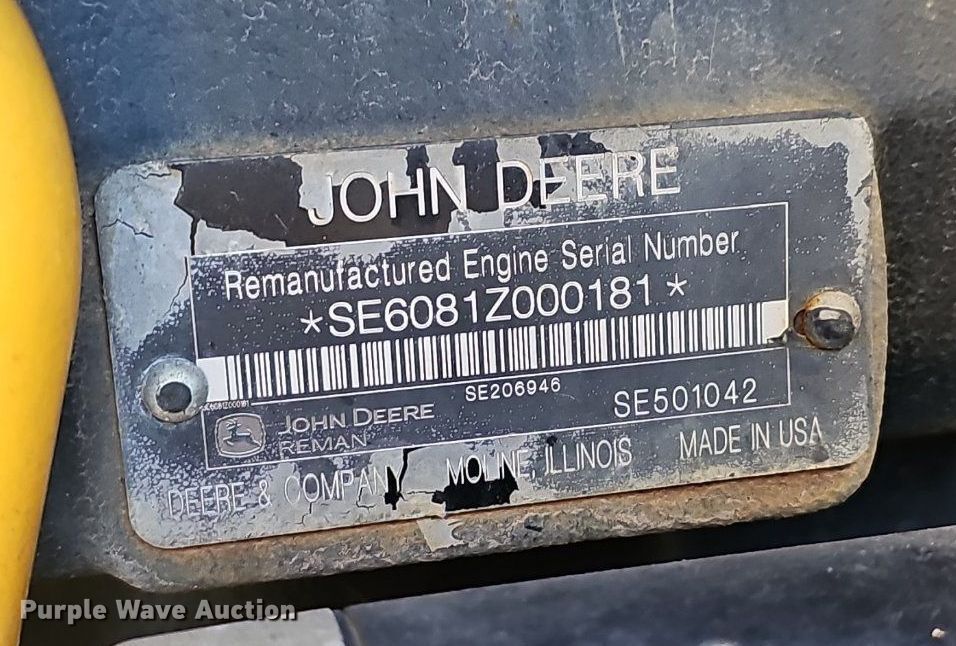 JOHN DEERE
Remanufactured Engine Serial Number
*SE6081Z000181*
SE206946
SE6081Z000181
JOHN DEERE
REMAN
SE501042
DEERE & COMPANY MOLINE, ILLINOIS MADE IN USA
Purple Wave Auction